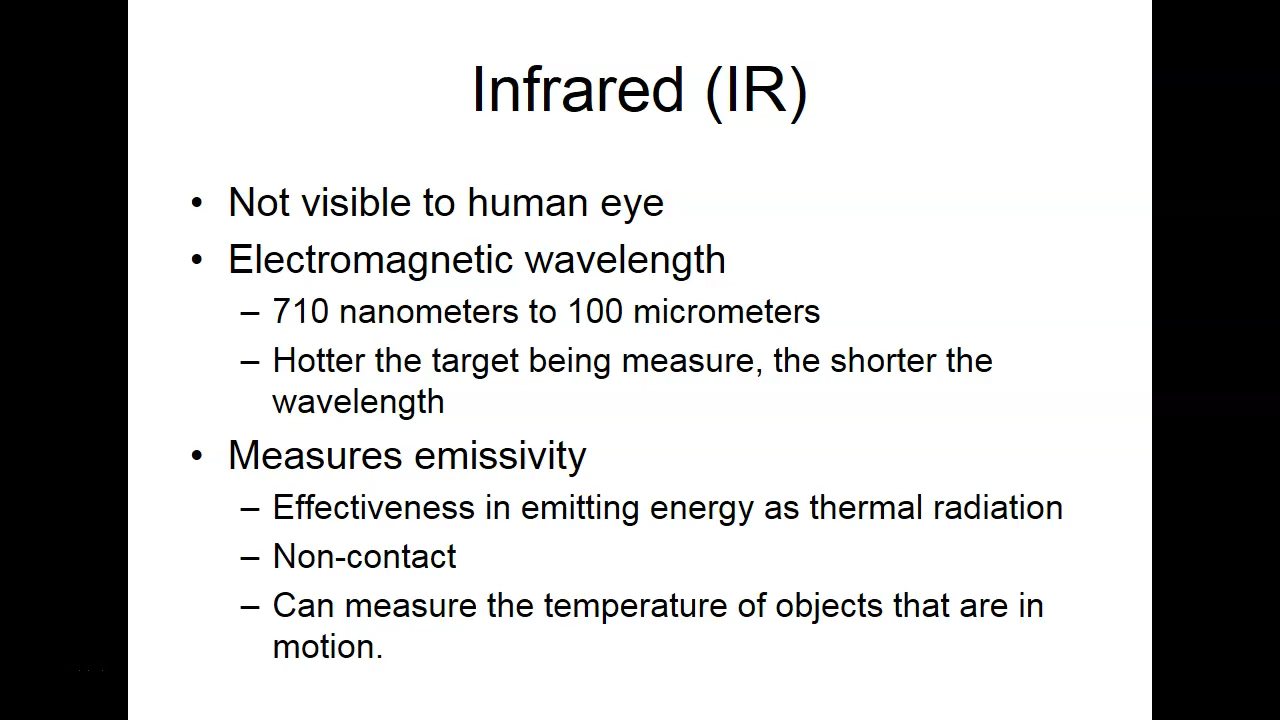 Infrared (IR)
• Not visible to human eye
• Electromagnetic wavelength
– 710 nanometers to 100 micrometers
– Hotter the target being measure, the shorter the
wavelength
• Measures emissivity
– Effectiveness in emitting energy as thermal radiation
– Non-contact
– Can measure the temperature of objects that are in
motion.